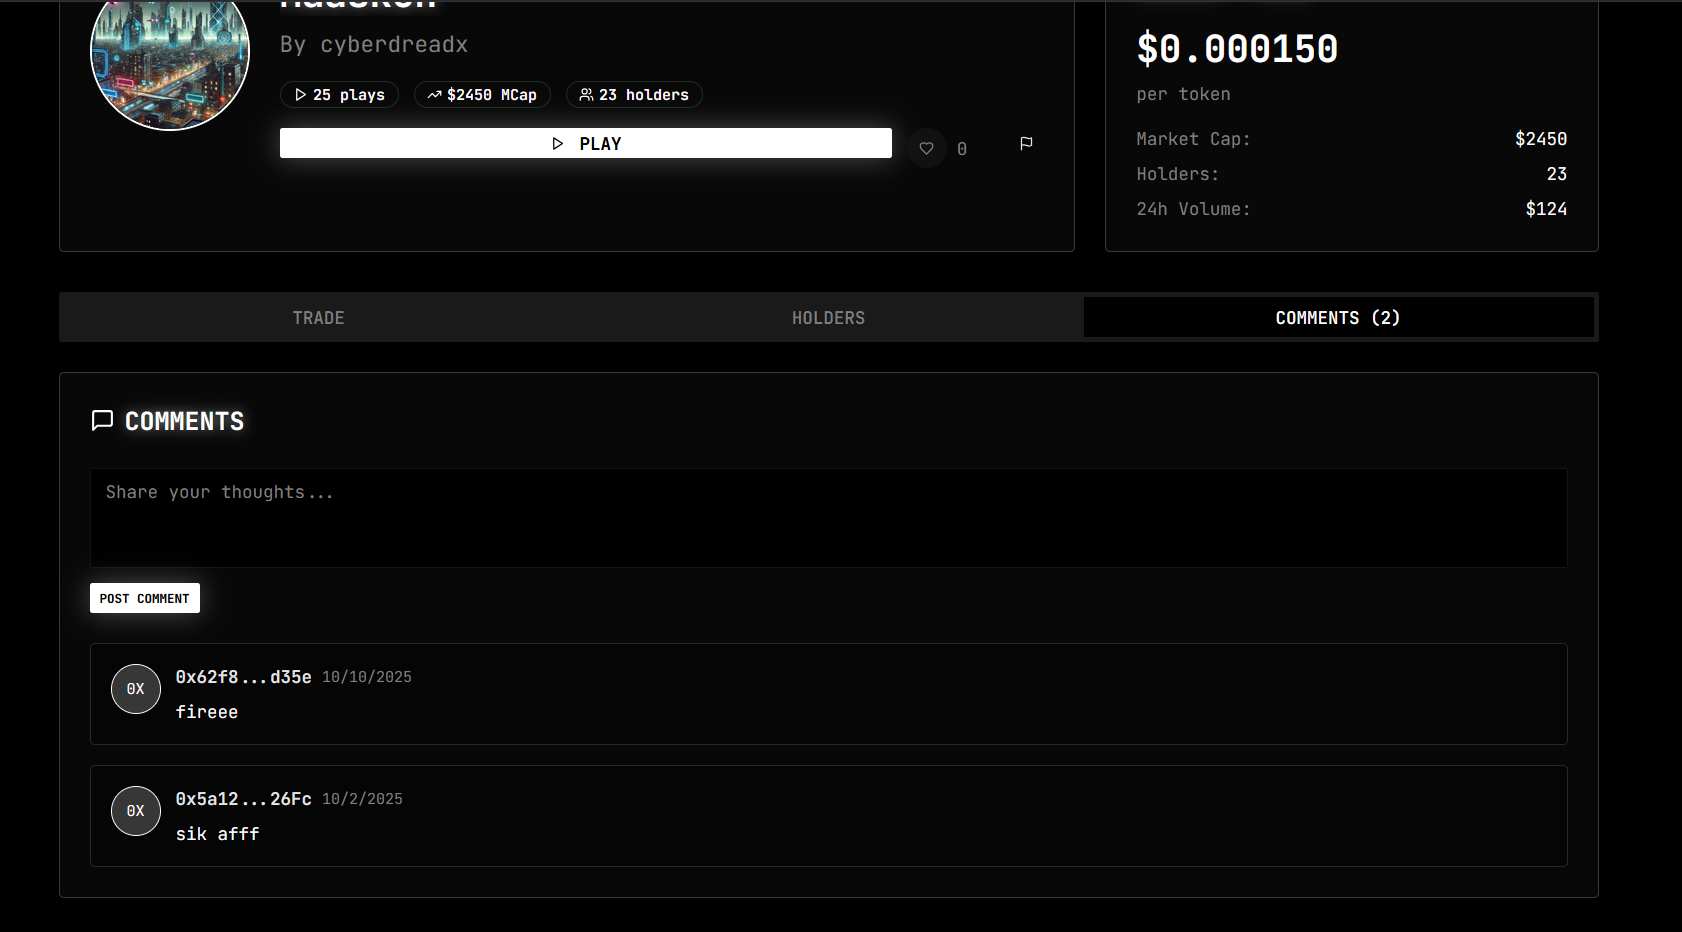 By cyberdreadx
25 plays
$2450 MCap
23 holders
PLAY
0
$0.000150
per token
Market Cap: $2450
Holders: 23
24h Volume: $124
TRADE
HOLDERS
COMMENTS (2)
COMMENTS
Share your thoughts...
POST COMMENT
0X
0x62f8...d35e 10/10/2025
fireee
0X
0x5a12...26Fc 10/2/2025
sik afff